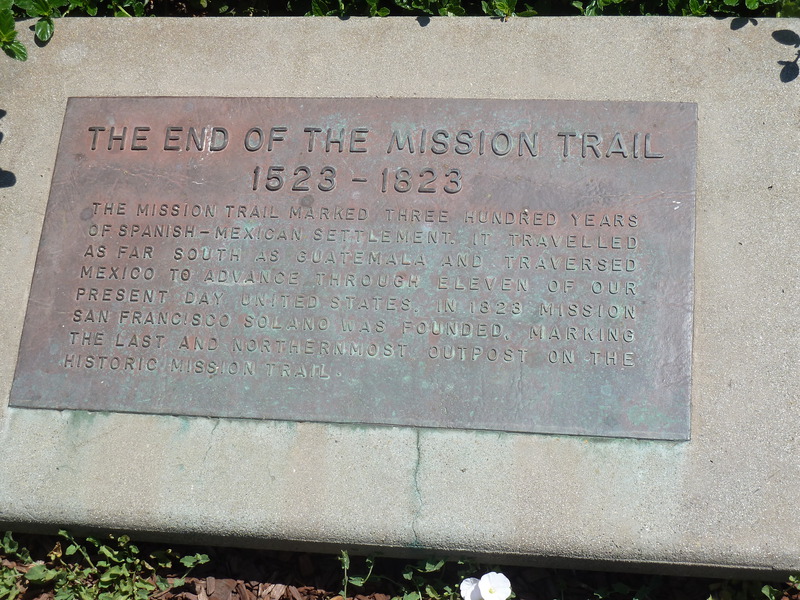 THE END OF THE MISSION TRAIL
1523 - 1823
THE MISSION TRAIL MARKED THREE HUNDRED YEARS
OF SPANISH-MEXICAN SETTLEMENT. IT TRAVELLED
AS FAR SOUTH AS GUATEMALA AND TRAVERSED
MEXICO TO ADVANCE THROUGH ELEVEN OF OUR
PRESENT DAY UNITED STATES. IN 1823 MISSION
SAN FRANCISCO SOLANO WAS FOUNDED, MARKING
THE LAST AND NORTHERNMOST OUTPOST ON THE
HISTORIC MISSION TRAIL.